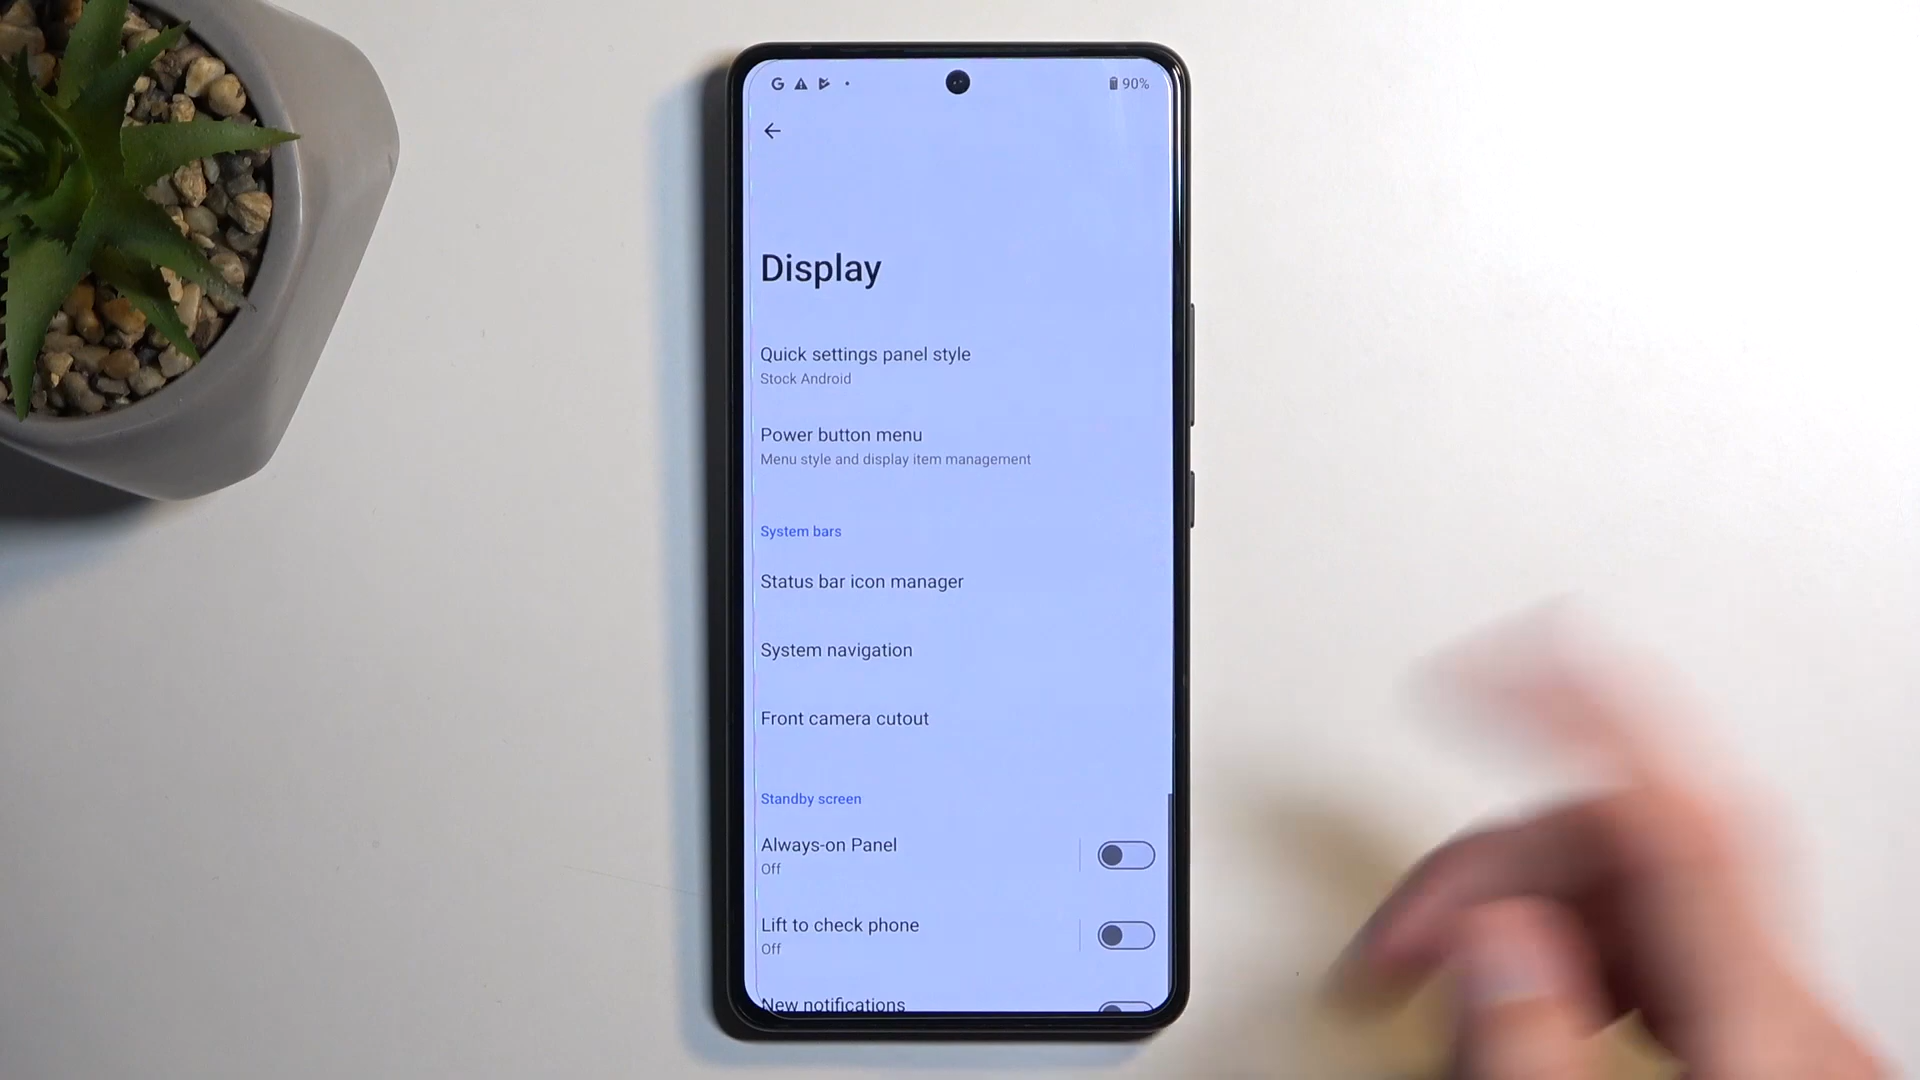 90%
Display
Quick settings panel style
Stock Android
Power button menu
Menu style and display item management
System bars
Status bar icon manager
System navigation
Front camera cutout
Standby screen
Always-on Panel
Off
Lift to check phone
Off
New notifications